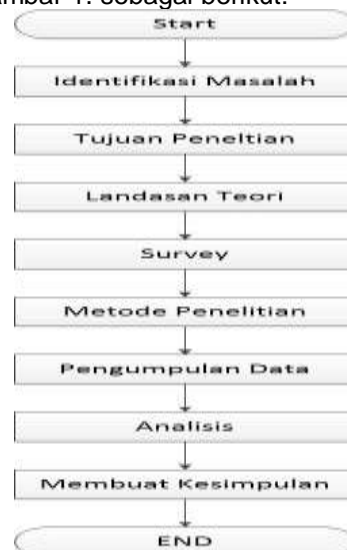 Gambar 1. sebagai berikut:
Start
Identifikasi Masalah
Tujuan Peneltian
Landasan Teori
Survey
Metode Penelitian
Pengumpulan Data
Analisis
Membuat Kesimpulan
END